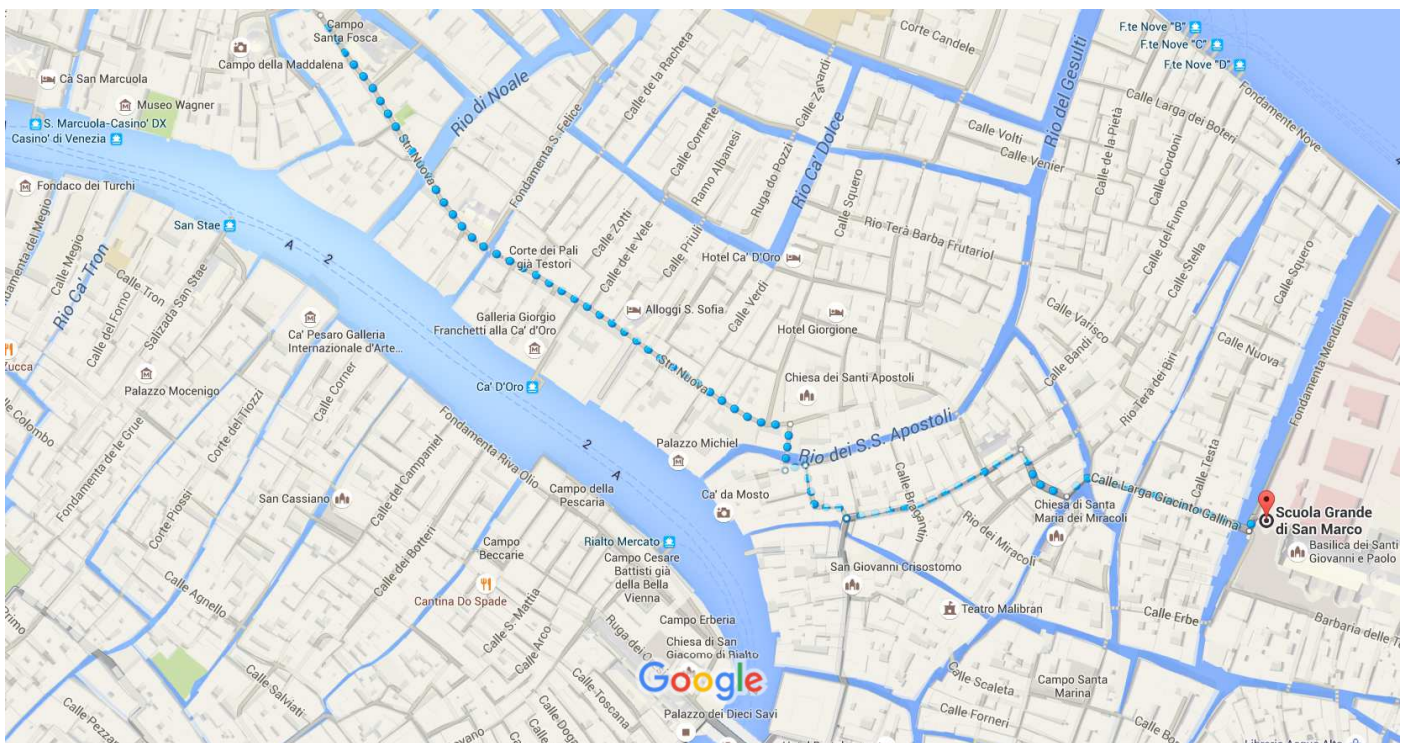 Campo
Santa Fosca
Campo della Maddalena
Cà San Marcuola
Museo Wagner
S. Marcuola-Casino' DX
Casino' di Venezia
Fondaco dei Turchi
San Stae
Rio di Noale
Calle de la Racheta
Fondamenta S. Felice
Str. Nuova
Corte Candele
F.te Nove "B"
F.te Nove "C"
F.te Nove "D"
Fondamente Nove
Rio dei Gesuiti
Calle Larga dei Boteri
Calle Zanardi
Calle Corrente
Ramo Albanesi
Ruga do Pozzi
Rio Ca' Dolce
Calle Volti
Calle Venier
Calle de la Pietà
Calle Cordoni
Calle del Fumo
Calle Stella
Calle Squero
Calle Squero
Rio Terà Barba Frutariol
Fondamenta del Megio
Calle Megio
Rio Ca' Tron
Calle Tron
Calle del Forno
Salizada San Stae
A
2
Corte dei Pali
già Testori
Calle Zotti
Calle de le Vele
Calle Priuli
Hotel Ca' D'Oro
Calle Verdi
Alloggi S. Sofia
Hotel Giorgione
Galleria Giorgio
Franchetti alla Ca' d'Oro
Ca' Pesaro Galleria
Internazionale d'Arte...
Zucca
Palazzo Mocenigo
Calle Corner
Ca' D'Oro
Str. Nuova
Chiesa dei Santi Apostoli
Calle Varisco
Calle Bandi
Rio Tera dei Biri
Calle Nuova
Fondamenta Mendicanti
Calle Testa
Calle Colombo
Fondamenta de le Grue
Corte del Tiozzi
Corte Piossi
San Cassiano
Calle del Campaniel
Calle dei Botteri
Fondamenta Riva Olio
2
A
Palazzo Michiel
Rio dei S.S. Apostoli
Calle Bragantin
Ca' da Mosto
Campo della
Pescaria
Rialto Mercato
Campo
Beccarie
Campo Cesare
Battisti già
della Bella
Vienna
Rio dei Miracoli
Chiesa di Santa
Maria dei Miracoli
Calle Larga Giacinto Gallina
Scuola Grande
di San Marco
Basilica dei Santi
Giovanni e Paolo
San Giovanni Crisostomo
Teatro Malibran
Calle Erbe
Barbaria delle T
Calle Agnello
Cantina Do Spade
Calle S. Mattia
Calle Arco
Campo Erberia
Chiesa di San
Giacomo di Rialto
Google
Primo
Calle Salviati
Calle Pezzan
Calle-Toscana
Palazzo dei Dieci Savi
Calle Scaleta
Campo Santa
Marina
Calle Forneri